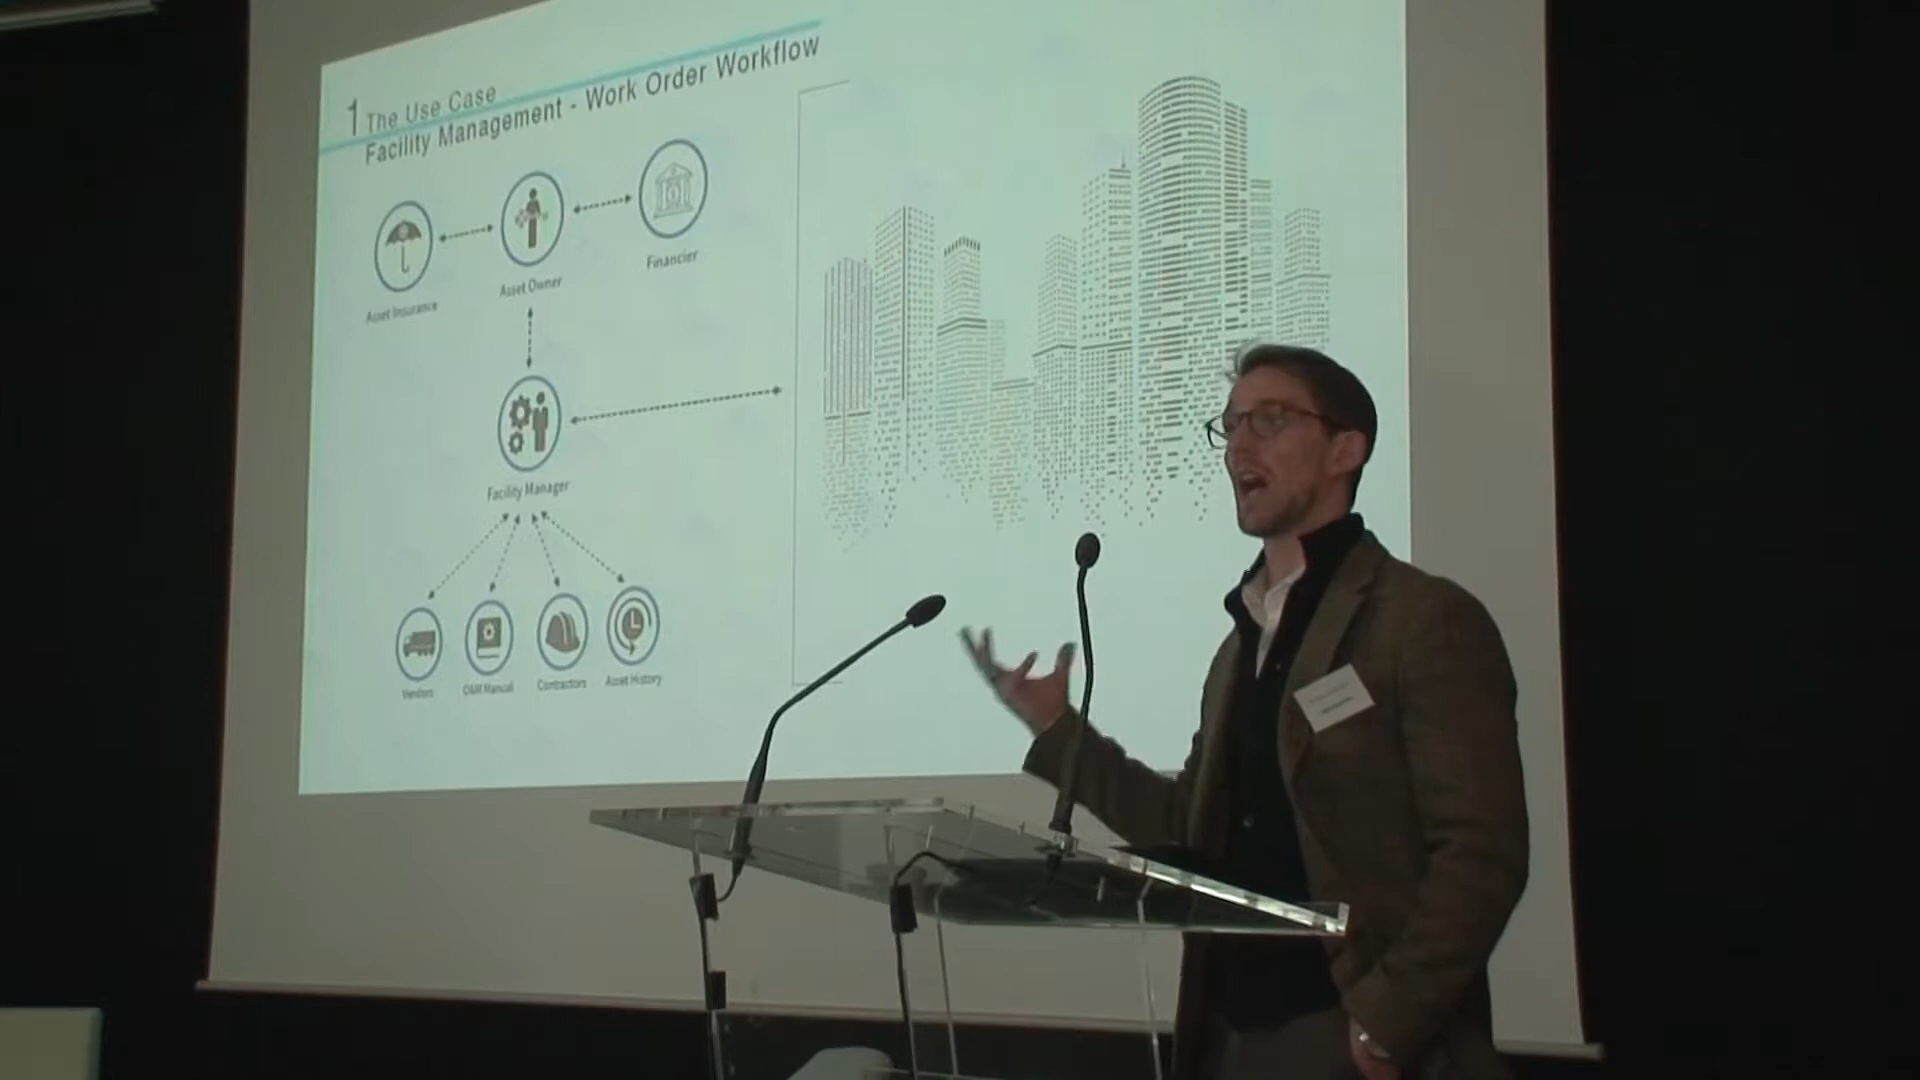 1 The Use Case
Facility Management - Work Order Workflow
Asset Insurance
Asset Owner
Financier
Facility Manager
Vendors
O&M Manual
Contractors
Asset History